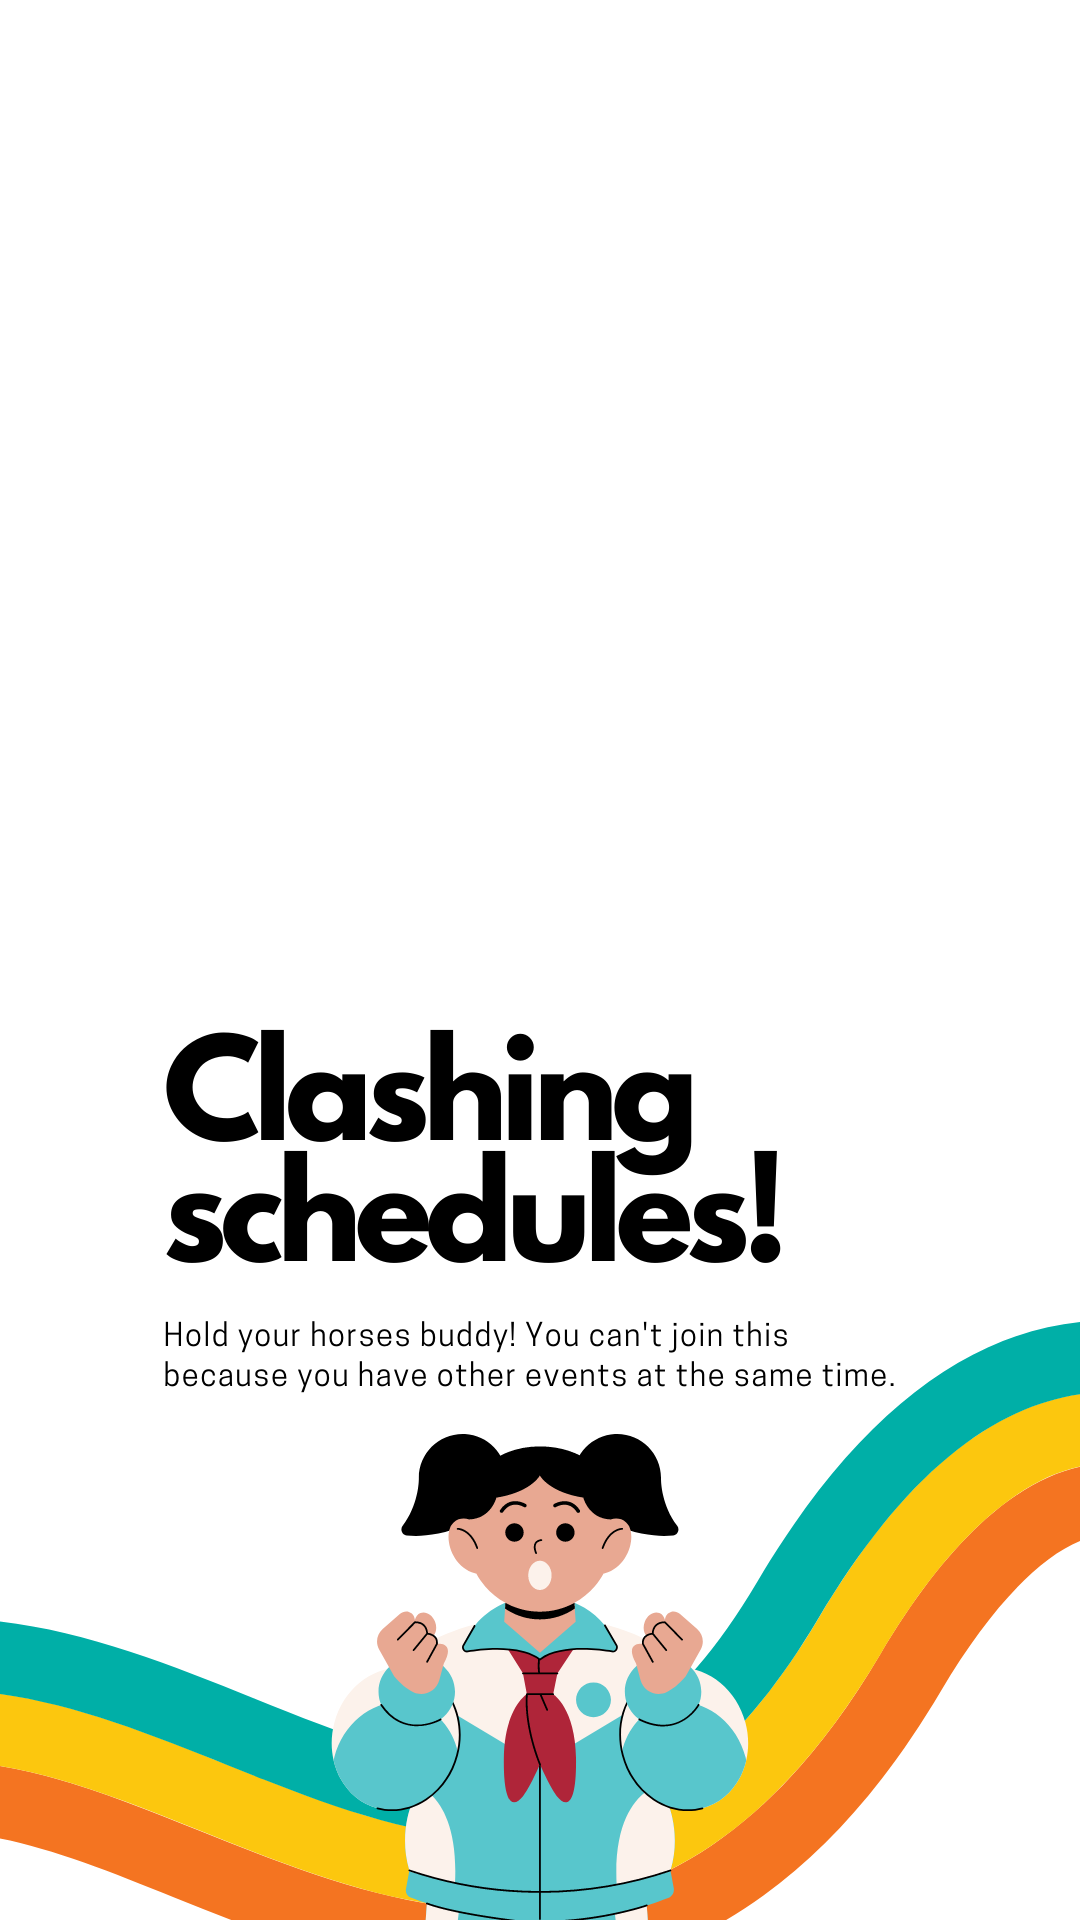 Clashing
schedules!
Hold your horses buddy! You can't join this
because you have other events at the same time.